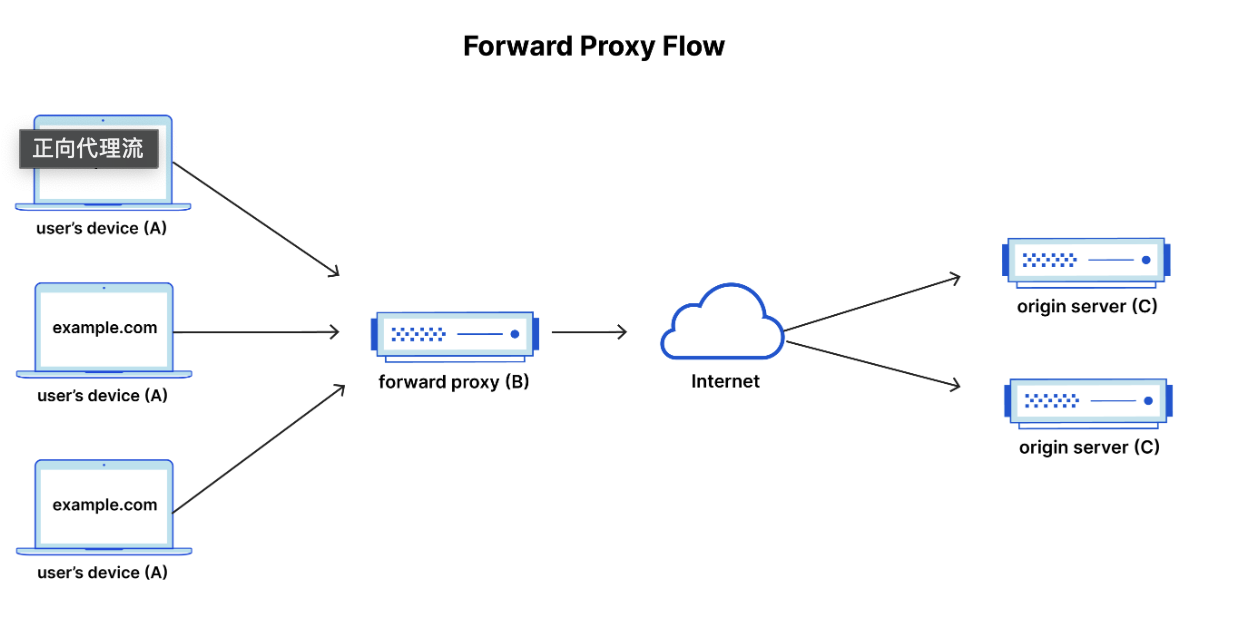 Forward Proxy Flow
正向代理流
user's device (A)
example.com
user's device (A)
example.com
user's device (A)
forward proxy (B)
Internet
origin server (C)
origin server (C)